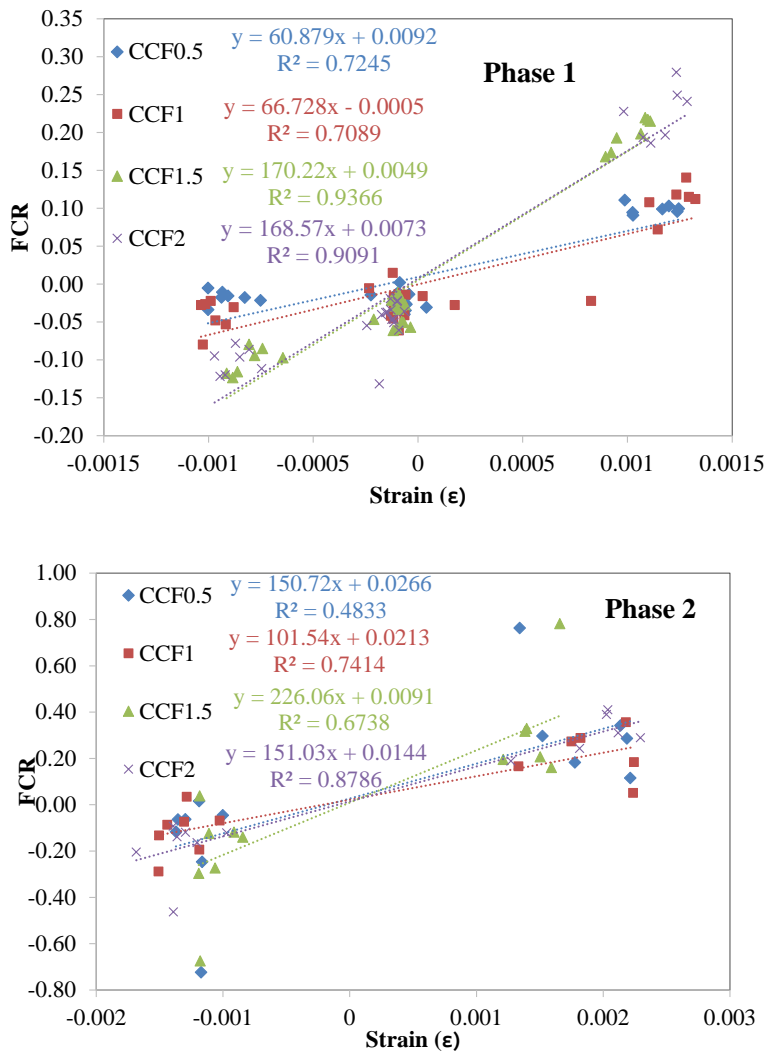 0.35
0.30
0.25
0.20
0.15
0.10
0.05
0.00
-0.05
-0.10
-0.15
-0.20
FCR
CCF0.5
y = 60.879x + 0.0092
R² = 0.7245
Phase 1
CCF1
y = 66.728x - 0.0005
R² = 0.7089
CCF1.5
y = 170.22x + 0.0049
R² = 0.9366
CCF2
y = 168.57x + 0.0073
R² = 0.9091
-0.0015 -0.001 -0.0005 0 0.0005 0.001 0.0015
Strain (ε)
1.00
0.80
0.60
0.40
0.20
0.00
-0.20
-0.40
-0.60
-0.80
FCR
CCF0.5
y = 150.72x + 0.0266
R² = 0.4833
Phase 2
CCF1
y = 101.54x + 0.0213
R² = 0.7414
CCF1.5
y = 226.06x + 0.0091
R² = 0.6738
CCF2
y = 151.03x + 0.0144
R² = 0.8786
-0.002 -0.001 0 0.001 0.002 0.003
Strain (ε)